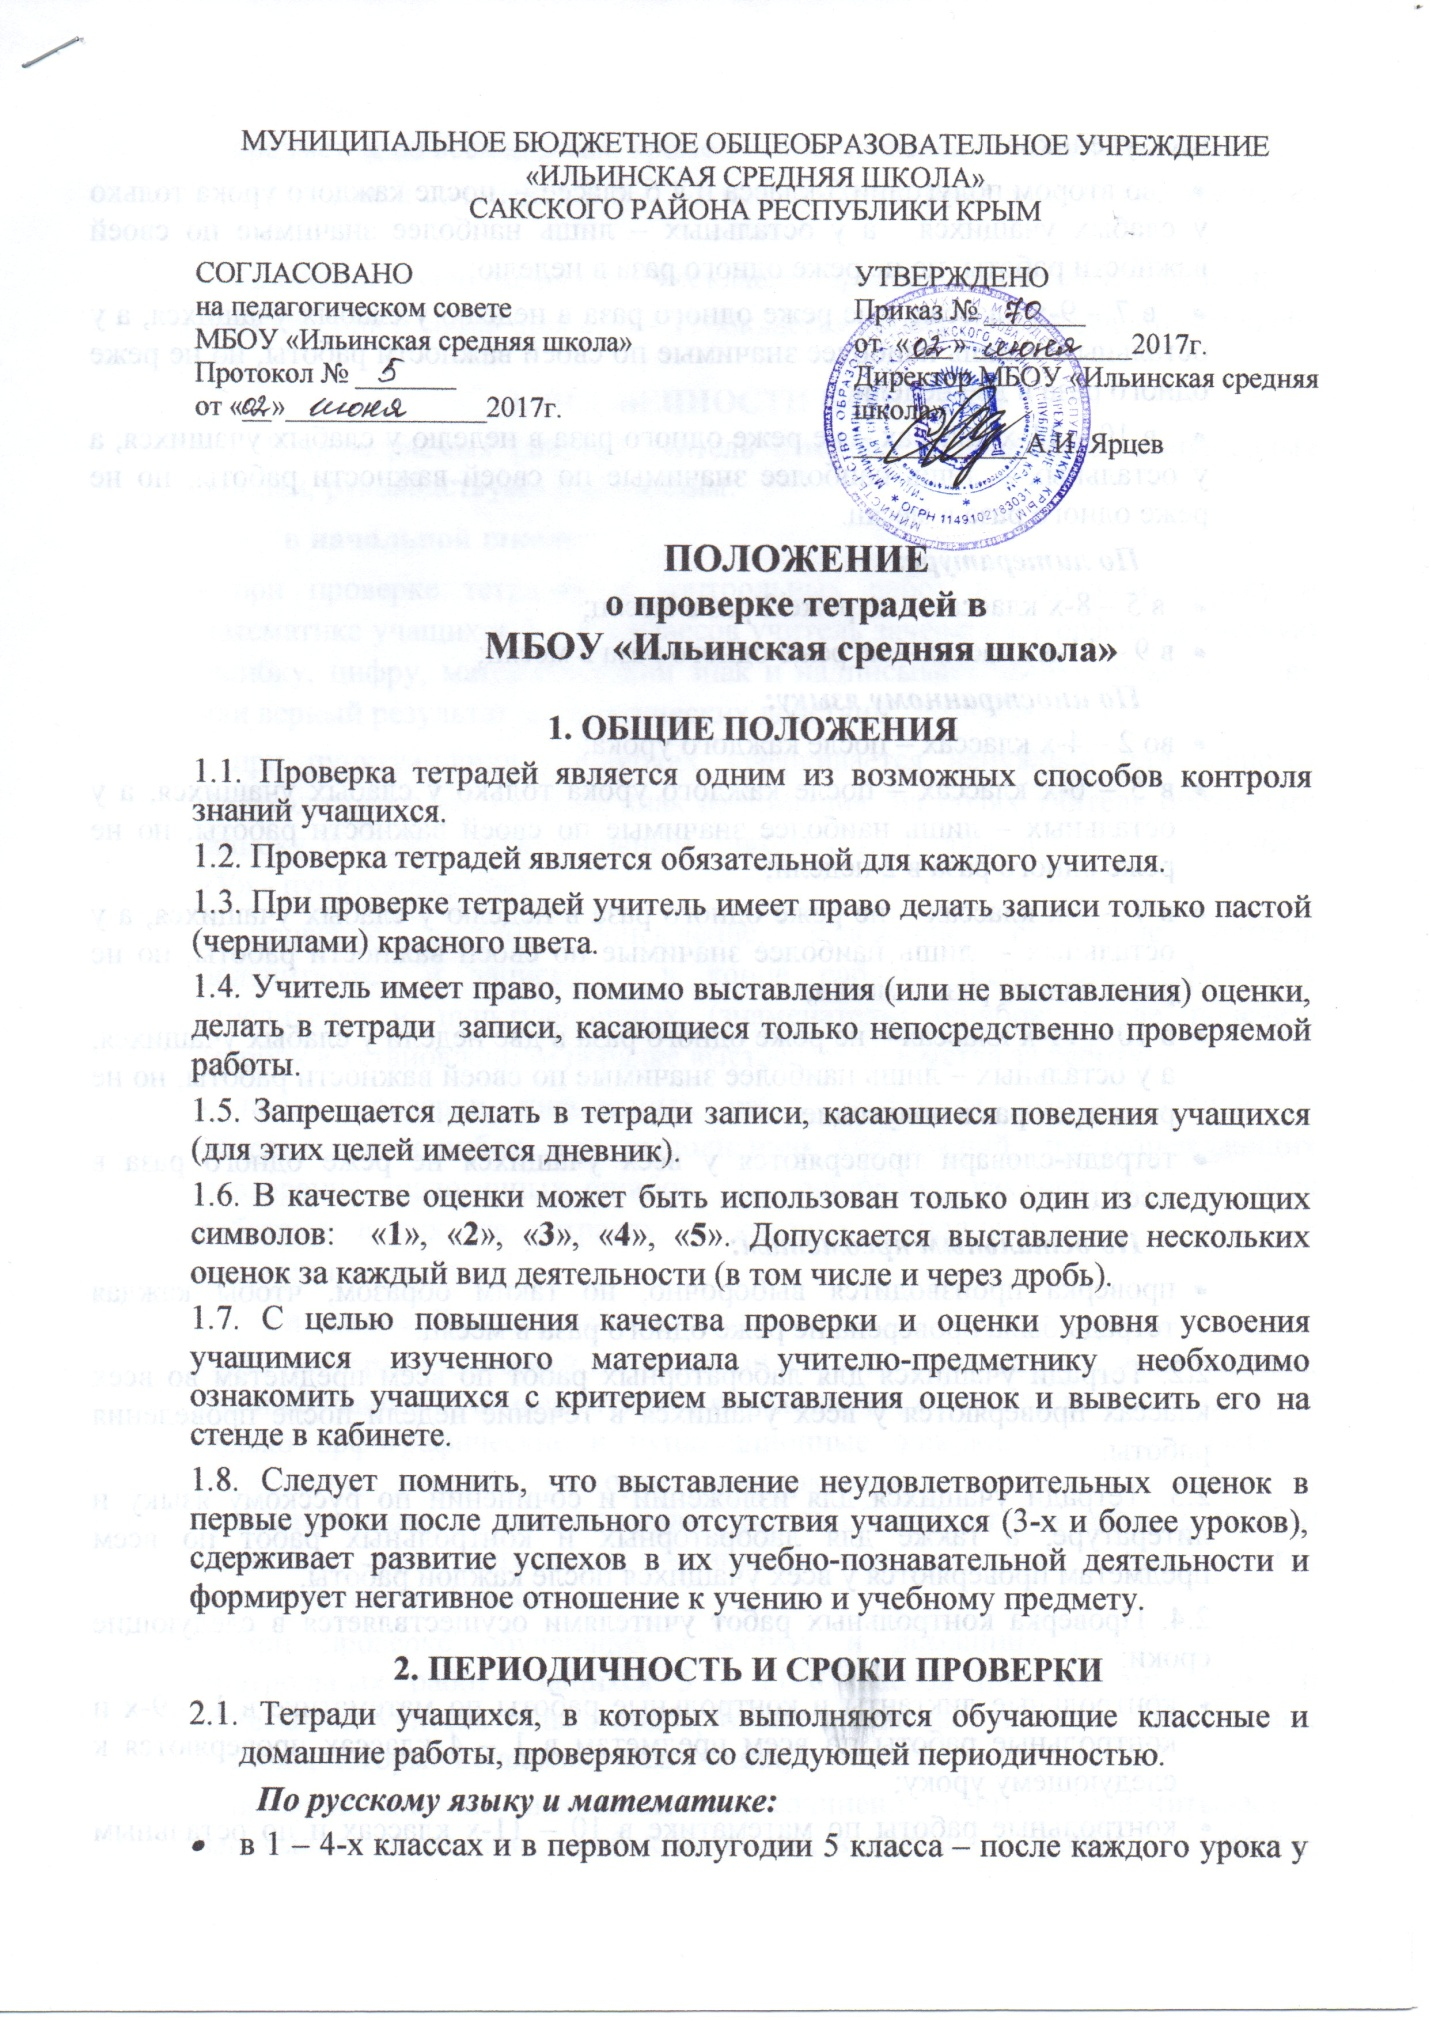 МУНИЦИПАЛЬНОЕ БЮДЖЕТНОЕ ОБЩЕОБРАЗОВАТЕЛЬНОЕ УЧРЕЖДЕНИЕ
«ИЛЬИНСКАЯ СРЕДНЯЯ ШКОЛА»
САКСКОГО РАЙОНА РЕСПУБЛИКИ КРЫМ
СОГЛАСОВАНО
на педагогическом совете
МБОУ «Ильинская средняя школа»
Протокол № 5
от «02» июня 2017г.
УТВЕРЖДЕНО
Приказ №
от «02» июня 2017г.
Директор МБОУ «Ильинская средняя
школа»
А.И. Ярцев
* ОГРН 1149102183031 *
ПОЛОЖЕНИЕ
о проверке тетрадей в
МБОУ «Ильинская средняя школа»
1. ОБЩИЕ ПОЛОЖЕНИЯ
1.1. Проверка тетрадей является одним из возможных способов контроля
знаний учащихся.
1.2. Проверка тетрадей является обязательной для каждого учителя.
1.3. При проверке тетрадей учитель имеет право делать записи только пастой
(чернилами) красного цвета.
1.4. Учитель имеет право, помимо выставления (или не выставления) оценки,
делать в тетради записи, касающиеся только непосредственно проверяемой
работы.
1.5. Запрещается делать в тетради записи, касающиеся поведения учащихся
(для этих целей имеется дневник).
1.6. В качестве оценки может быть использован только один из следующих
символов: «1», «2», «3», «4», «5». Допускается выставление нескольких
оценок за каждый вид деятельности (в том числе и через дробь).
1.7. С целью повышения качества проверки и оценки уровня усвоения
учащимися изученного материала учителю-предметнику необходимо
ознакомить учащихся с критерием выставления оценок и вывесить его на
стенде в кабинете.
1.8. Следует помнить, что выставление неудовлетворительных оценок в
первые уроки после длительного отсутствия учащихся (3-х и более уроков),
сдерживает развитие успехов в их учебно-познавательной деятельности и
формирует негативное отношение к учению и учебному предмету.
2. ПЕРИОДИЧНОСТЬ И СРОКИ ПРОВЕРКИ
2.1. Тетради учащихся, в которых выполняются обучающие классные и
домашние работы, проверяются со следующей периодичностью.
По русскому языку и математике:
• в 1 – 4-х классах и в первом полугодии 5 класса – после каждого урока у